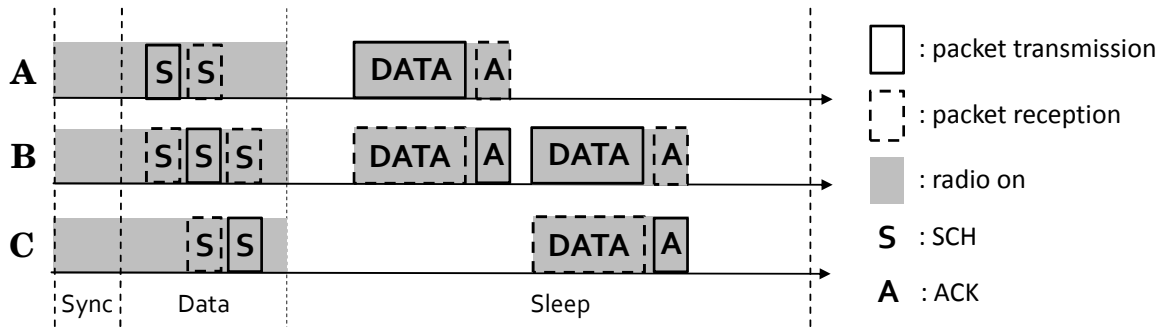 A S S DATA A
B S S S DATA A DATA A
C S S DATA A
Sync Data Sleep
: packet transmission
: packet reception
: radio on
S : SCH
A : ACK